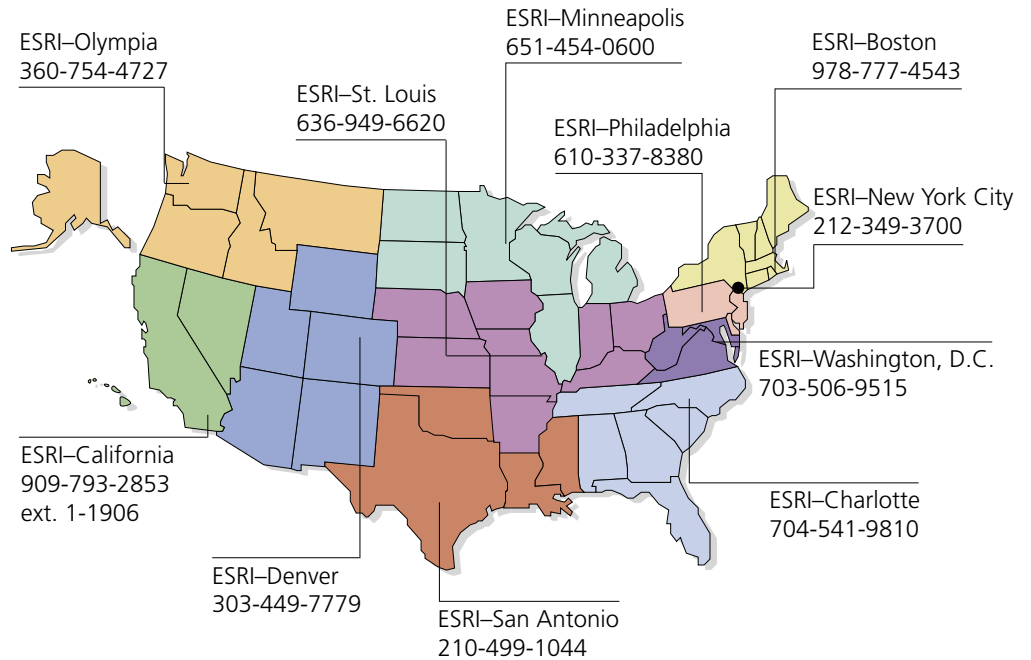 ESRI–Minneapolis
651-454-0600
ESRI–Olympia
360-754-4727
ESRI–Boston
978-777-4543
ESRI–St. Louis
636-949-6620
ESRI–Philadelphia
610-337-8380
ESRI–New York City
212-349-3700
ESRI–Washington, D.C.
703-506-9515
ESRI–California
909-793-2853
ext. 1-1906
ESRI–Charlotte
704-541-9810
ESRI–Denver
303-449-7779
ESRI–San Antonio
210-499-1044